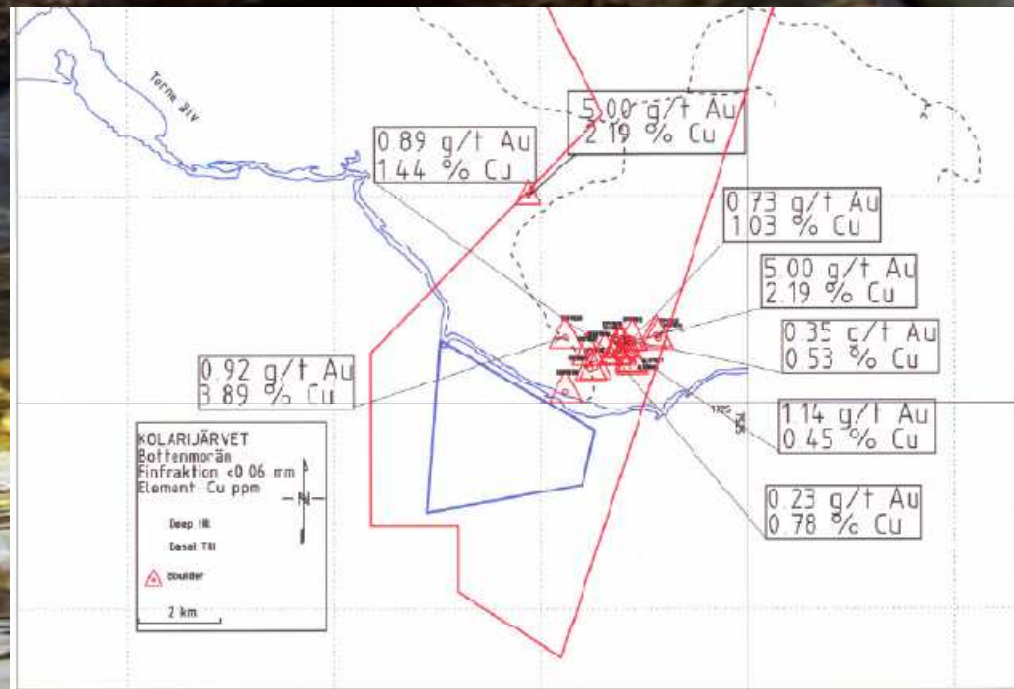 Torne älv
5.00 g/t Au
2.19 % Cu
0.89 g/t Au
1.44 % Cu
0.73 g/t Au
1.03 % Cu
5.00 g/t Au
2.19 % Cu
0.35 g/t Au
0.53 % Cu
0.92 g/t Au
3.89 % Cu
1.14 g/t Au
0.45 % Cu
0.23 g/t Au
0.78 % Cu
KOLARIJÄRVET
Bottenmorän
Finfraktion <0.06 mm
Element Cu ppm
N
Deep till
Basal Till
Boulder
2 km